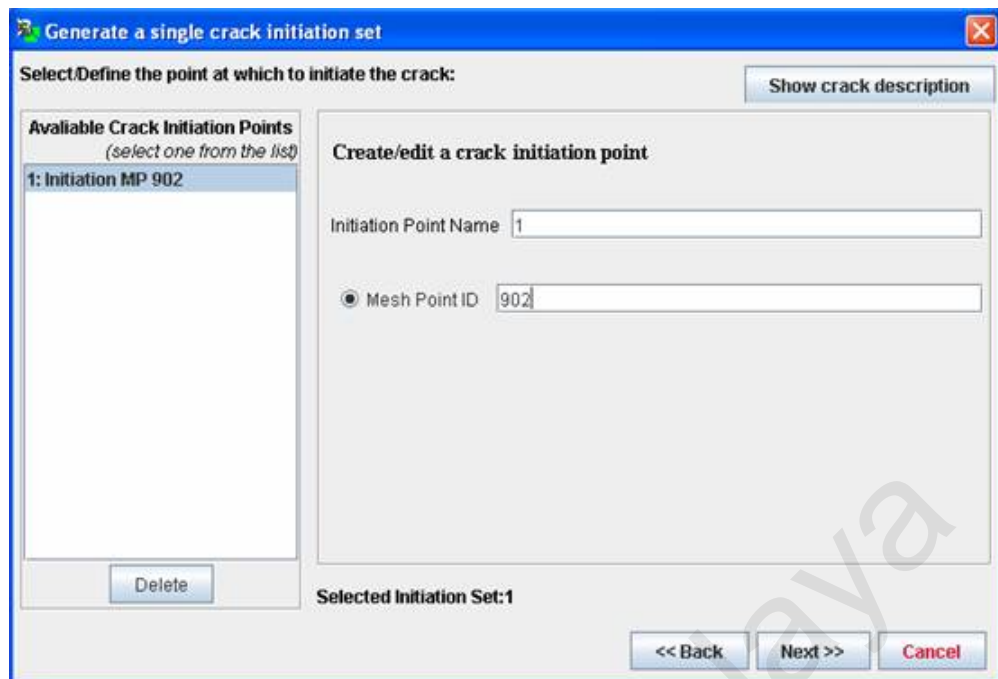 Generate a single crack initiation set
Select/Define the point at which to initiate the crack:
Show crack description
Avaliable Crack Initiation Points
(select one from the list)
1: Initiation MP 902
Delete
Create/edit a crack initiation point
Initiation Point Name 1
Mesh Point ID 902
Selected Initiation Set:1
<< Back
Next >>
Cancel
laya